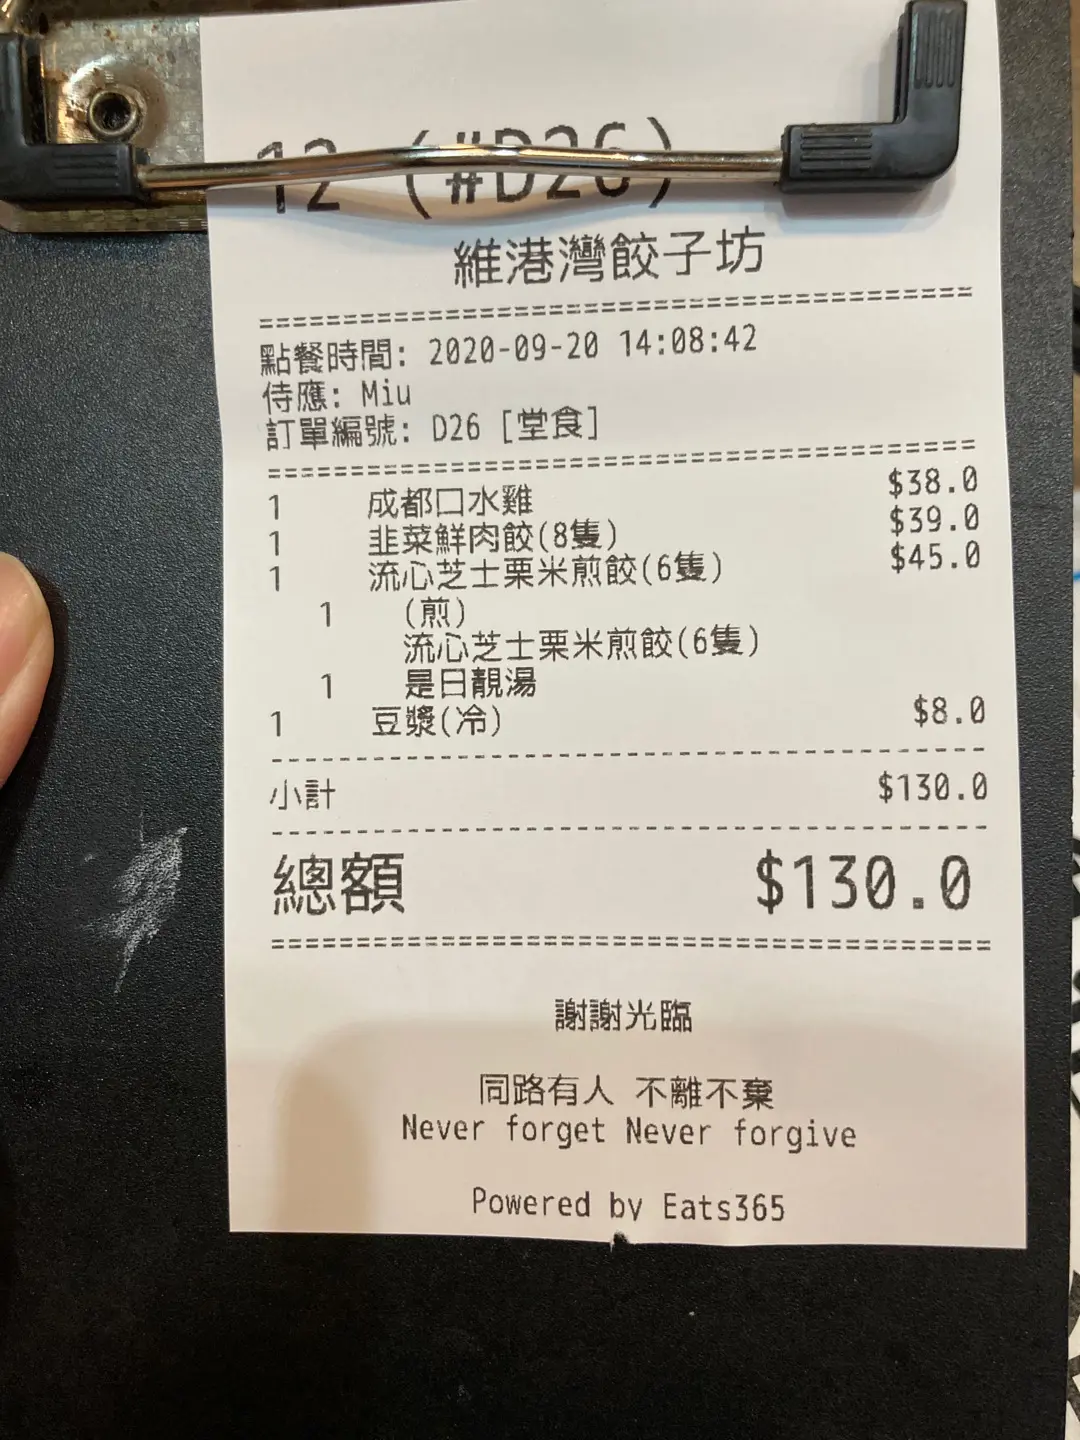 12 (#D26)
維港灣餃子坊
點餐時間: 2020-09-20 14:08:42
侍應: Miu
訂單編號: D26 [堂食]
1 成都口水雞 $38.0
1 韭菜鮮肉餃(8隻) $39.0
1 流心芝士粟米煎餃(6隻) $45.0
1 (煎)
流心芝士粟米煎餃(6隻)
1 是日靚湯
1 豆漿(冷) $8.0
小計 $130.0
總額 $130.0
謝謝光臨
同路有人 不離不棄
Never forget Never forgive
Powered by Eats365